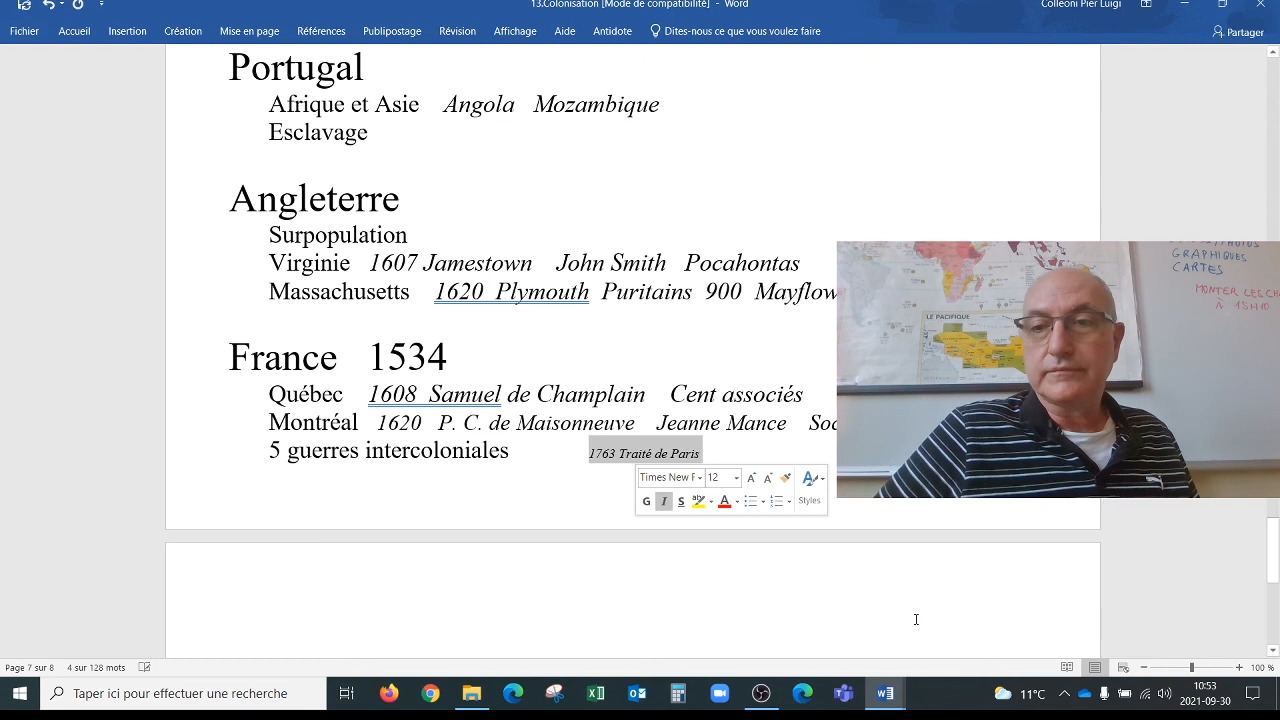 13.Colonisation [Mode de compatibilité] - Word
Colleoni Pier Luigi
Fichier Accueil Insertion Création Mise en page Références Publipostage Révision Affichage Aide Antidote Dites-nous ce que vous voulez faire Partager
Portugal
Afrique et Asie Angola Mozambique
Esclavage
Angleterre
Surpopulation
Virginie 1607 Jamestown John Smith Pocahontas
Massachusetts 1620 Plymouth Puritains 900 Mayflow
France 1534
Québec 1608 Samuel de Champlain Cent associés
Montréal 1620 P. C. de Maisonneuve Jeanne Mance Soc
5 guerres intercoloniales 1763 Traité de Paris
Times New F 12
G I S Styles
GRAPHIQUES
CARTES
MONTER LES CH
À 15H10
LE PACIFIQUE
Page 7 sur 8 4 sur 128 mots 100 %
Taper ici pour effectuer une recherche
11°C
10:53
2021-09-30